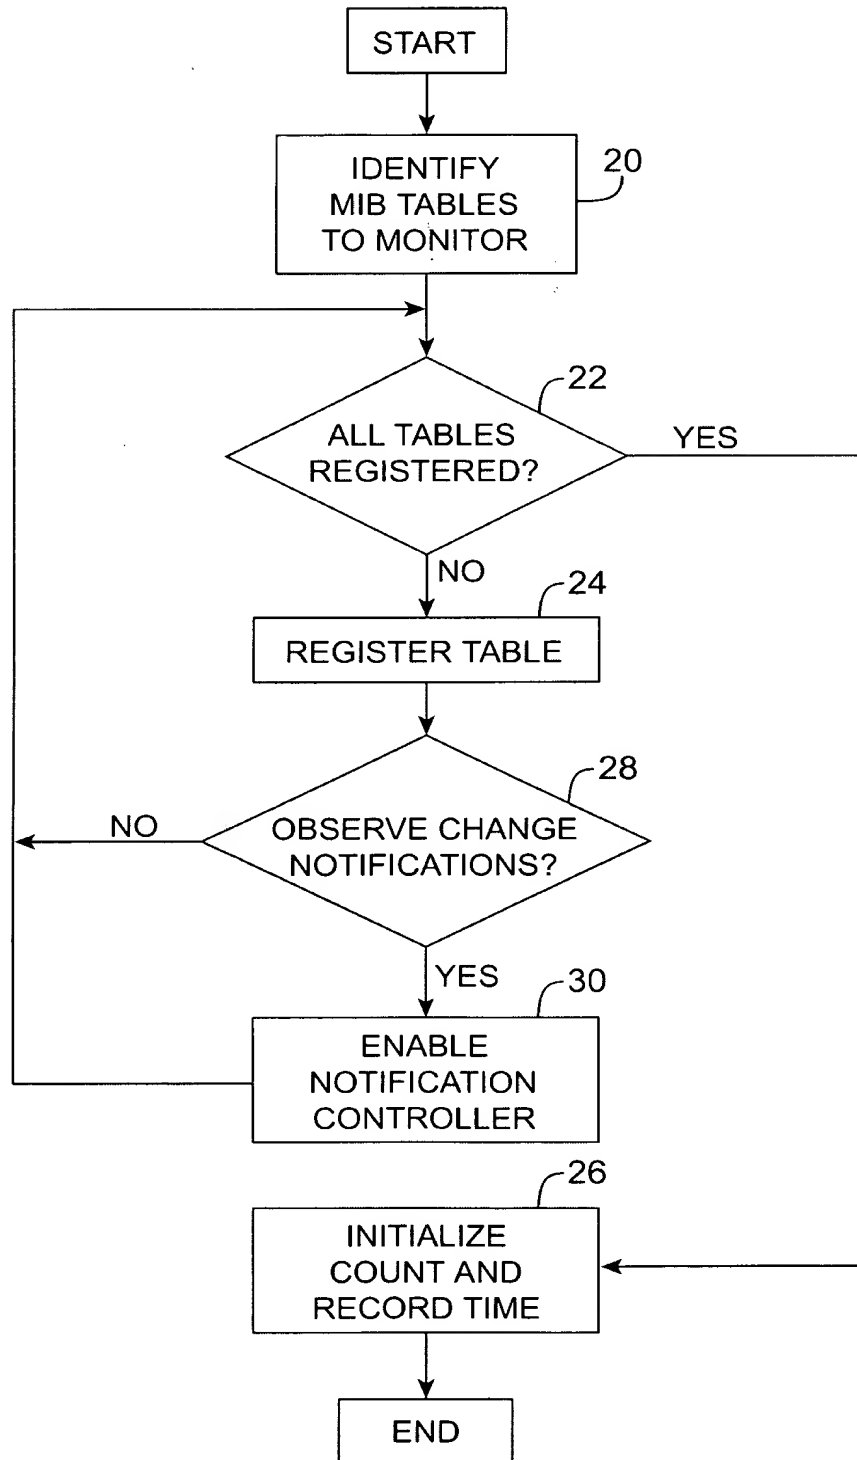 START
IDENTIFY
MIB TABLES
TO MONITOR
20
22
ALL TABLES
REGISTERED?
YES
NO
24
REGISTER TABLE
28
OBSERVE CHANGE
NOTIFICATIONS?
NO
YES
30
ENABLE
NOTIFICATION
CONTROLLER
26
INITIALIZE
COUNT AND
RECORD TIME
END